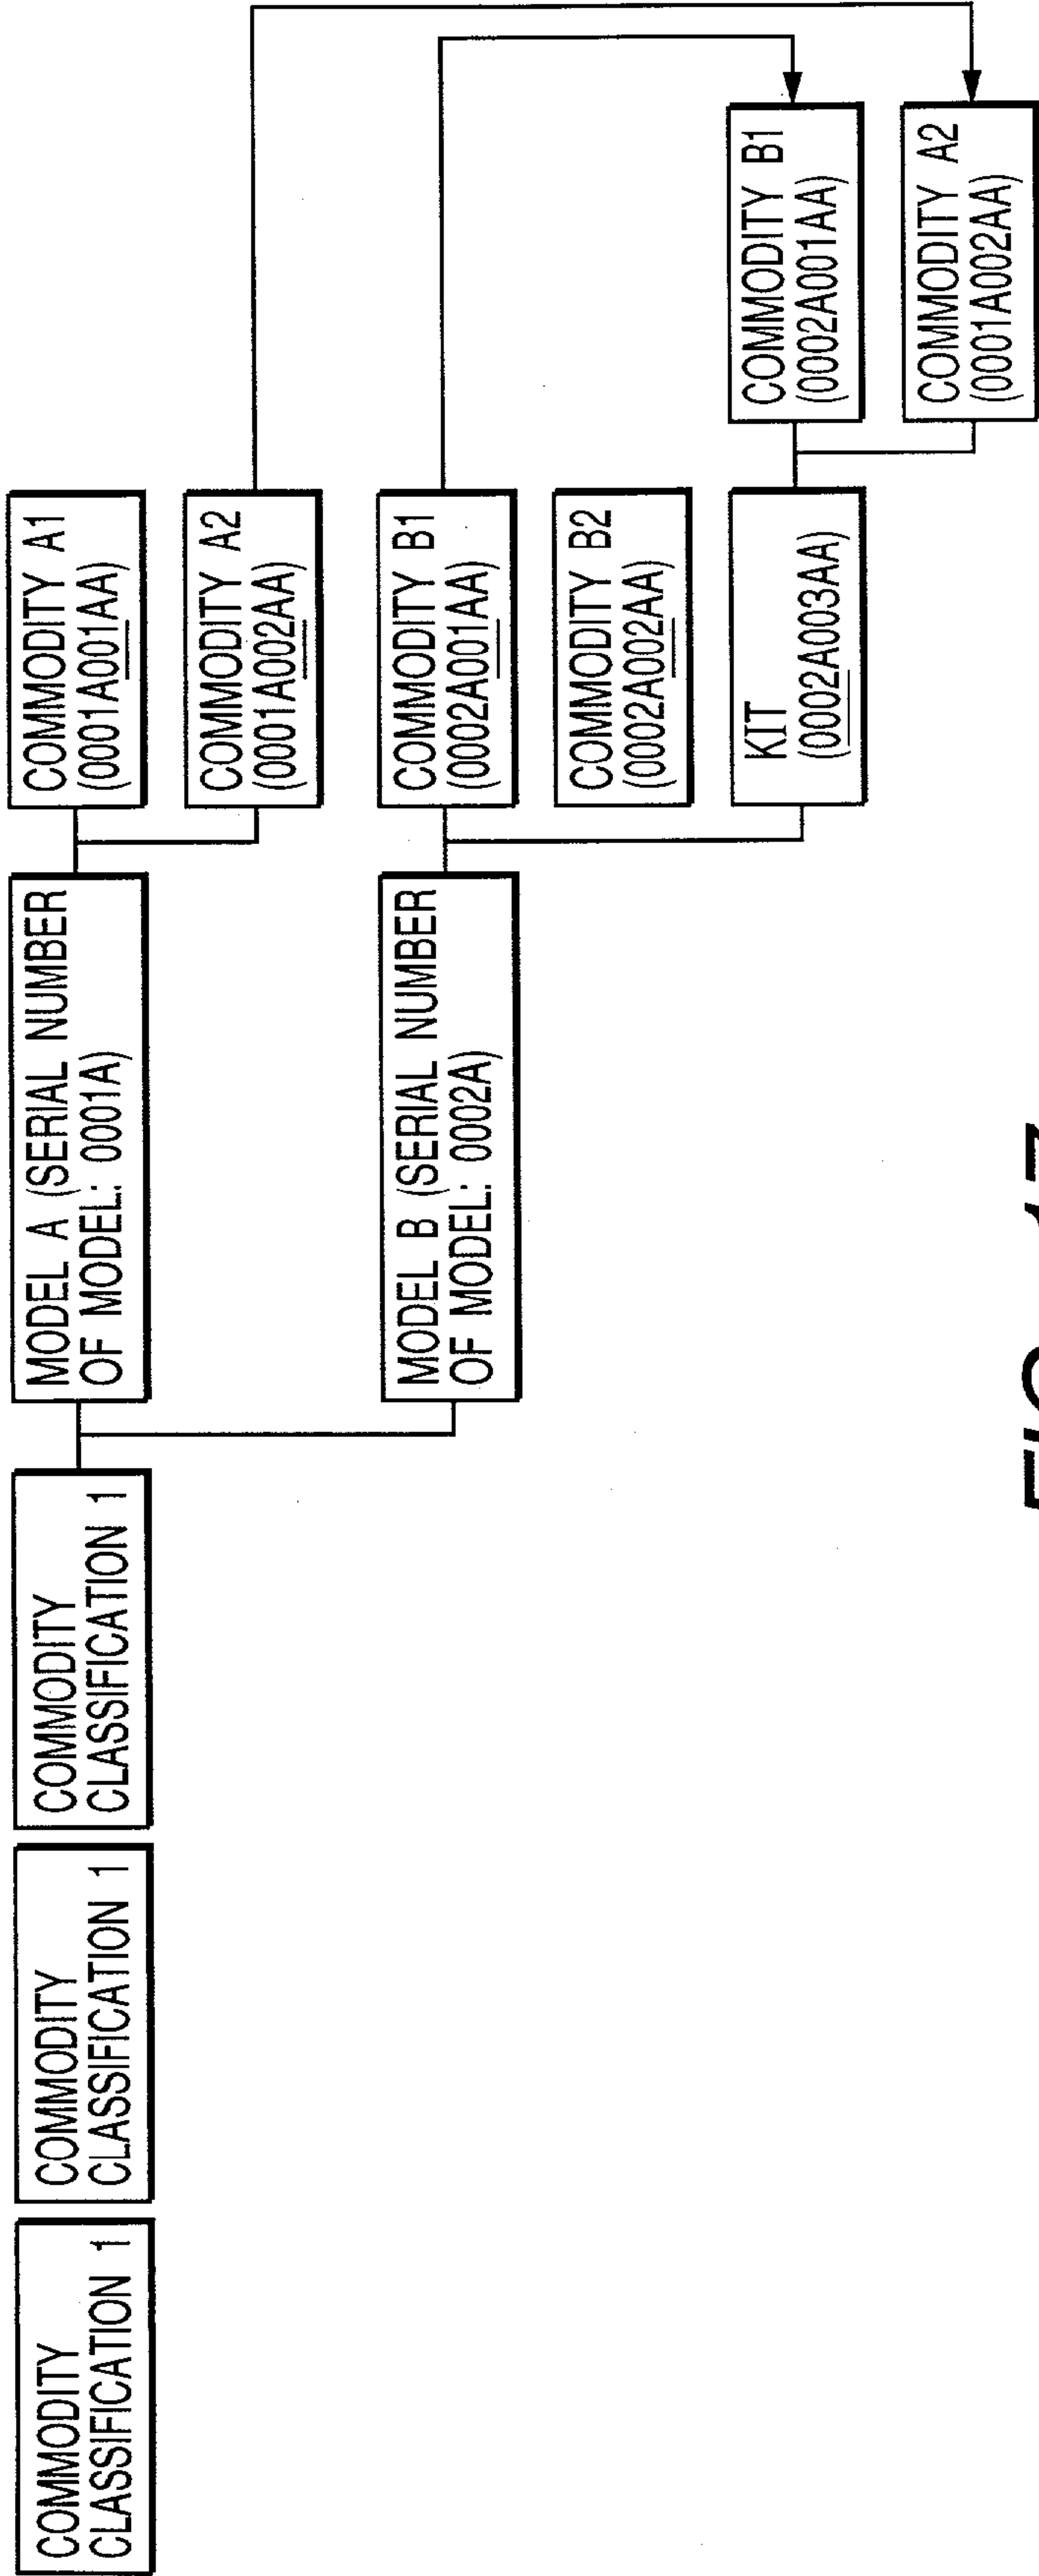 COMMODITY
CLASSIFICATION 1
COMMODITY
CLASSIFICATION 1
COMMODITY
CLASSIFICATION 1
MODEL A (SERIAL NUMBER
OF MODEL: 0001A)
COMMODITY A1
(0001A001AA)
COMMODITY A2
(0001A002AA)
MODEL B (SERIAL NUMBER
OF MODEL: 0002A)
COMMODITY B1
(0002A001AA)
COMMODITY B2
(0002A002AA)
KIT
(0002A003AA)
COMMODITY B1
(0002A001AA)
COMMODITY A2
(0001A002AA)